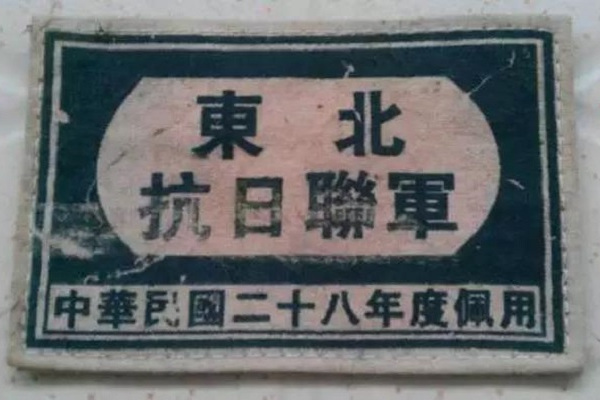 東北
抗日聯軍
中華民國二十八年度佩用